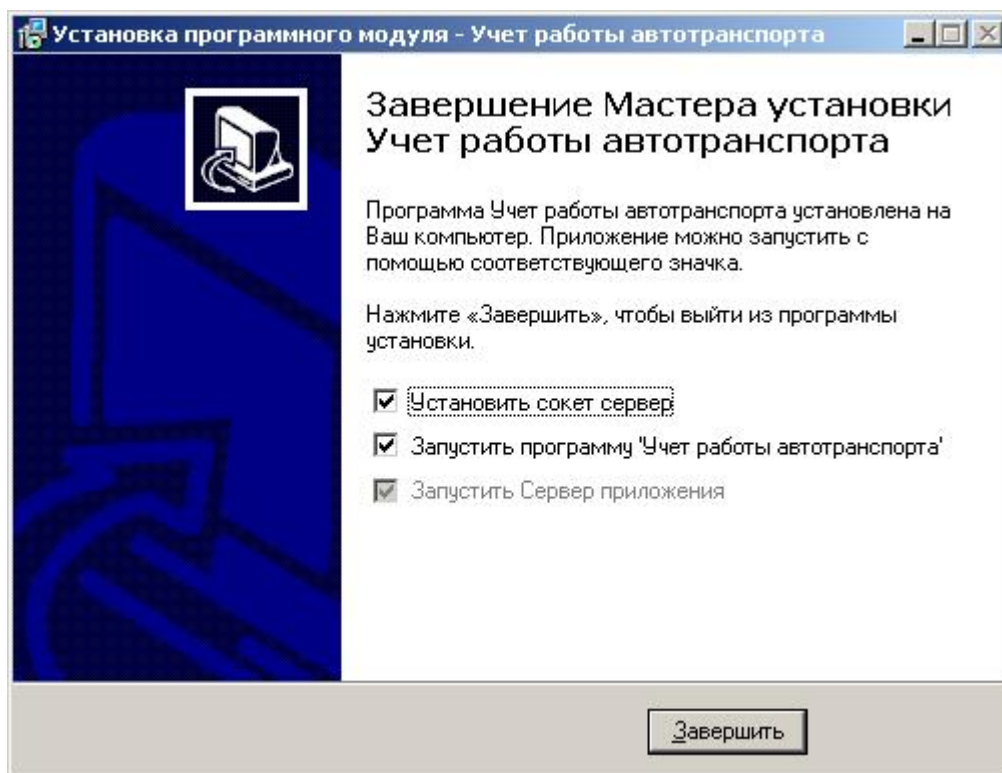 Установка программного модуля - Учет работы автотранспорта
Завершение Мастера установки
Учет работы автотранспорта
Программа Учет работы автотранспорта установлена на
Ваш компьютер. Приложение можно запустить с
помощью соответствующего значка.
Нажмите «Завершить», чтобы выйти из программы
установки.
Установить сокет сервер
Запустить программу 'Учет работы автотранспорта'
Запустить Сервер приложения
Завершить